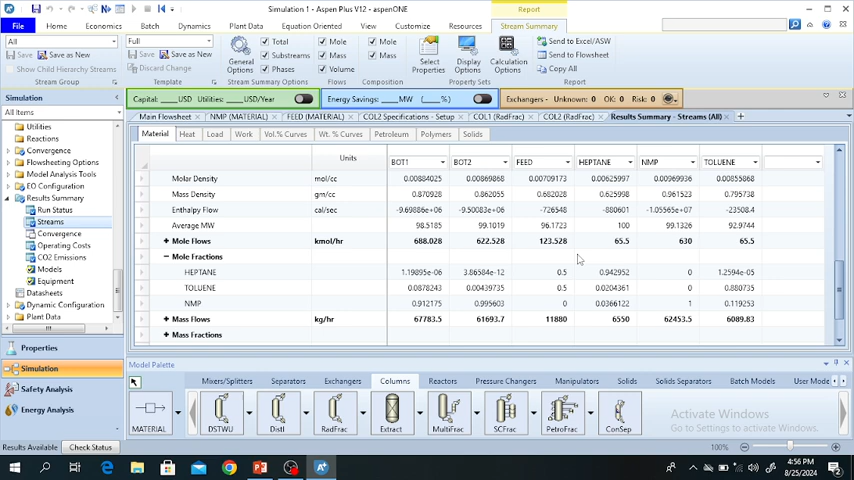 Simulation 1 - Aspen Plus V12 - aspenONE
Report
File Home Economics Batch Dynamics Plant Data Equation Oriented View Customize Resources Stream Summary
All Full Total Mole Mole Send to Excel/ASW
Save Save as New Save Save as New Substreams Mass Mass Send to Flowsheet
Show Child Hierarchy Streams Discard Change Phases Volume General Options Select Properties Display Options Calculation Options Copy All
Stream Group Template Stream Summary Options Flow Composition Property Sets
Simulation
Capital: ____USD Utilities: ____USD/Year Energy Savings: ____MW (____%) Exchangers - Unknown: 0 OK: 0 Risk: 0
All Items
Main Flowsheet NMP (MATERIAL) FEED (MATERIAL) COL2 Specifications - Setup COL1 (RadFrac) COL2 (RadFrac) Results Summary - Streams (All)
Utilities
Reactions
Convergence
Flowsheeting Options
Model Analysis Tools
EO Configuration
Results Summary
Run Status
Streams
Convergence
Operating Costs
CO2 Emissions
Models
Equipment
Datasheets
Dynamic Configuration
Plant Data
Material Heat Load Work Vol.% Curves Wt. % Curves Petroleum Polymers Solids
Units BOT1 BOT2 FEED HEPTANE NMP TOLUENE
Molar Density mol/cc 0.00884025 0.00869868 0.00709173 0.00625997 0.00969936 0.00855868
Mass Density gm/cc 0.870928 0.862055 0.682028 0.625998 0.961523 0.795738
Enthalpy Flow cal/sec -9.69886e+06 -9.50083e+06 -726548 -880601 -1.05565e+07 -23508.4
Average MW 98.5185 99.1019 96.1723 100 99.1326 92.9744
Mole Flows kmol/hr 688.028 622.528 123.528 65.5 630 65.5
Mole Fractions
HEPTANE 1.19895e-06 3.86584e-12 0.5 0.942952 0 1.2594e-05
TOLUENE 0.0878243 0.00439735 0.5 0.0204361 0 0.880735
NMP 0.912175 0.995603 0 0.0366122 1 0.119253
Mass Flows kg/hr 67783.5 61693.7 11880 6550 62453.5 6089.83
Mass Fractions
Properties
Simulation
Safety Analysis
Energy Analysis
Model Palette
Mixers/Splitters Separators Exchangers Columns Reactors Pressure Changers Manipulators Solids Solids Separators Batch Models User Mode
MATERIAL DSTWU Distl RadFrac Extract MultiFrac SCFrac PetroFrac ConSep
Activate Windows
Go to Settings to activate Windows.
Results Available Check Status 100%
4:56 PM
8/25/2024